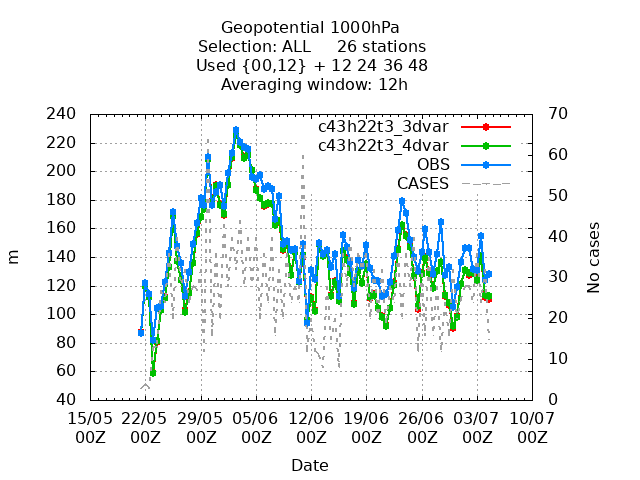 Geopotential 1000hPa
Selection: ALL     26 stations
Used {00,12} + 12 24 36 48
Averaging window: 12h
c43h22t3_3dvar
c43h22t3_4dvar
OBS
CASES
240
220
200
180
160
140
120
100
80
60
40
m
70
60
50
40
30
20
10
0
No cases
15/05 22/05 29/05 05/06 12/06 19/06 26/06 03/07 10/07
00Z 00Z 00Z 00Z 00Z 00Z 00Z 00Z 00Z
Date